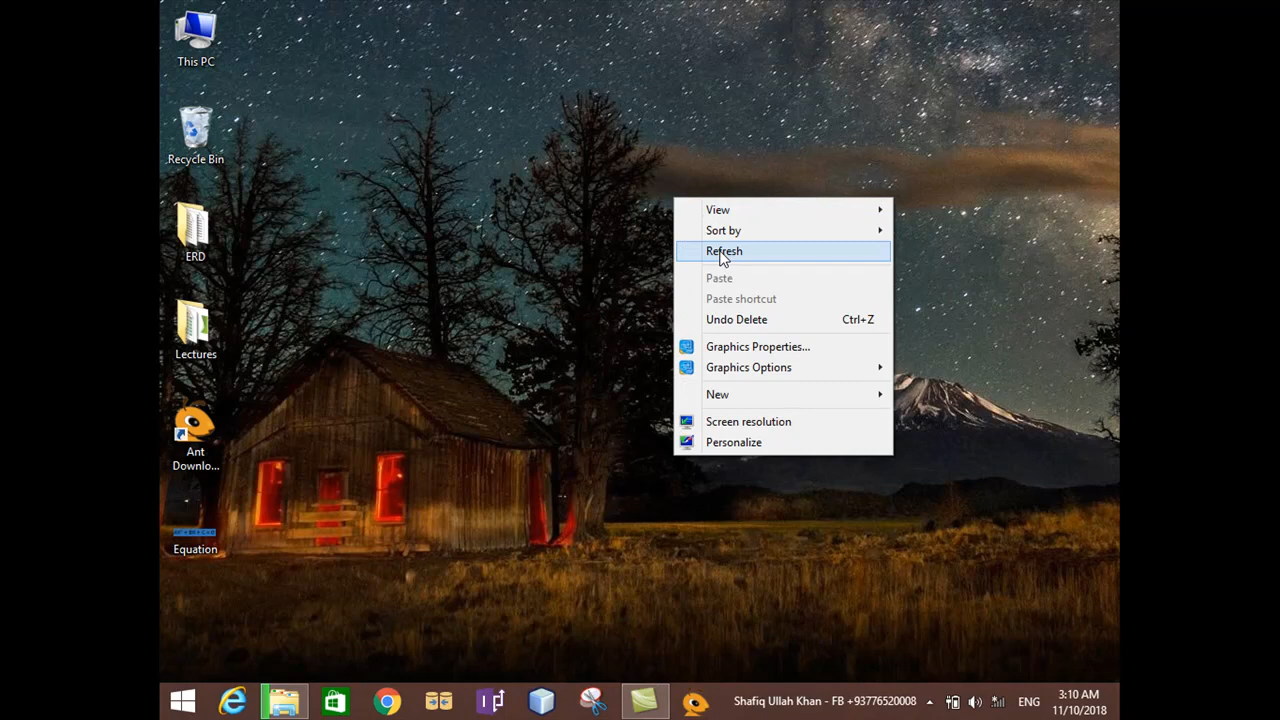 This PC
Recycle Bin
ERD
Lectures
Ant
Downlo...
Equation
View
Sort by
Refresh
Paste
Paste shortcut
Undo Delete Ctrl+Z
Graphics Properties...
Graphics Options
New
Screen resolution
Personalize
Shafiq Ullah Khan - FB +93776520008
ENG
3:10 AM
11/10/2018